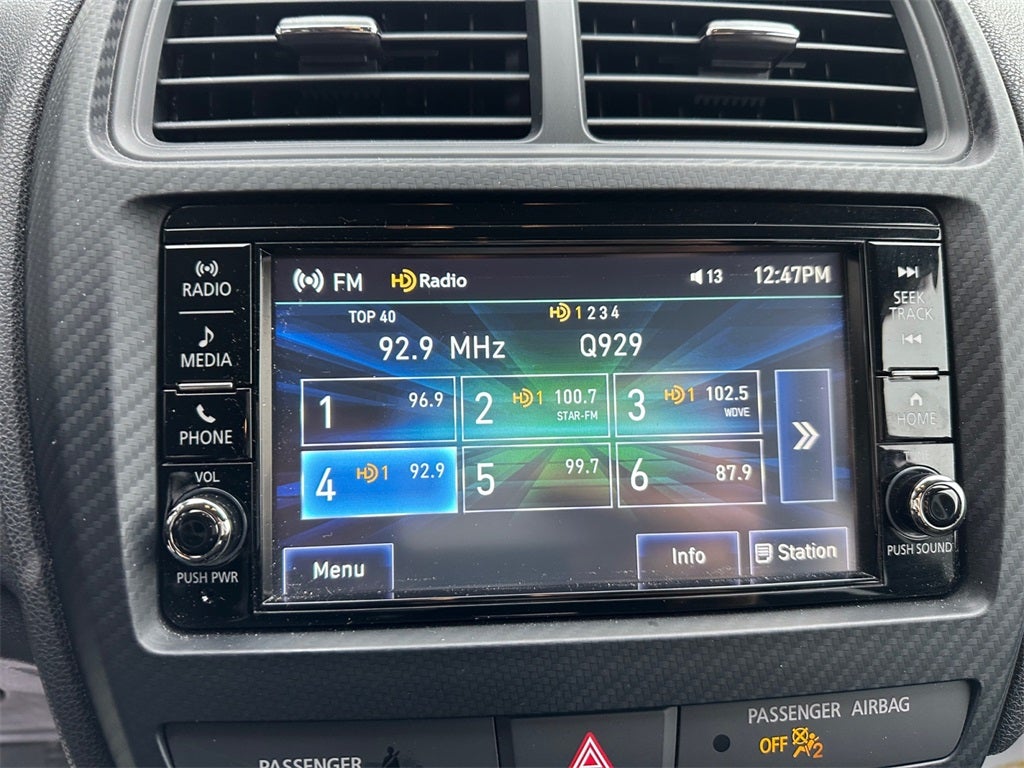 RADIO
MEDIA
PHONE
VOL
PUSH PWR
FM HD Radio 13 12:47PM
TOP 40 HD 1 2 3 4
92.9 MHz Q929
1 96.9
2 HD 1 100.7
STAR-FM
3 HD 1 102.5
WDVE
4 HD 1 92.9
5 99.7
6 87.9
Menu Info Station
SEEK
TRACK
HOME
PUSH SOUND
PASSENGER
PASSENGER AIRBAG
OFF 2